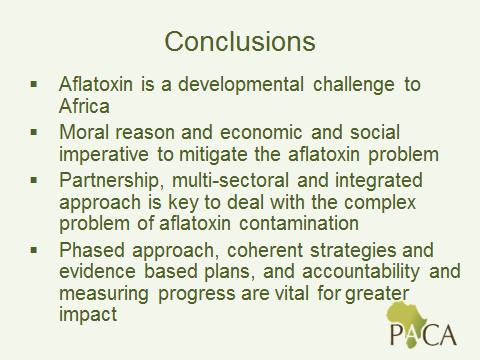 Conclusions
▪ Aflatoxin is a developmental challenge to
Africa
▪ Moral reason and economic and social
imperative to mitigate the aflatoxin problem
▪ Partnership, multi-sectoral and integrated
approach is key to deal with the complex
problem of aflatoxin contamination
▪ Phased approach, coherent strategies and
evidence based plans, and accountability and
measuring progress are vital for greater
impact
PACA